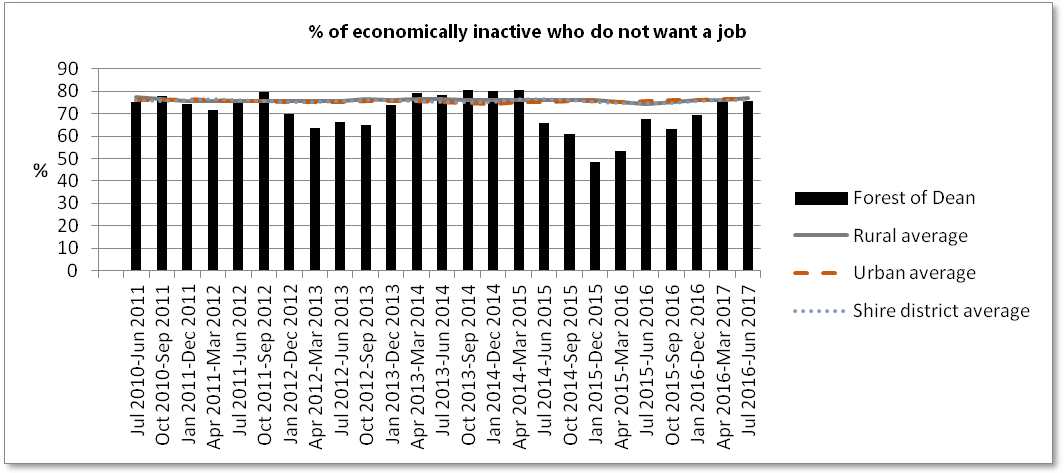 % of economically inactive who do not want a job
90
80
70
60
50
40
30
20
10
0
%
Jul 2010-Jun 2011
Oct 2010-Sep 2011
Jan 2011-Dec 2011
Apr 2011-Mar 2012
Jul 2011-Jun 2012
Oct 2011-Sep 2012
Jan 2012-Dec 2012
Apr 2012-Mar 2013
Jul 2012-Jun 2013
Oct 2012-Sep 2013
Jan 2013-Dec 2013
Apr 2013-Mar 2014
Jul 2013-Jun 2014
Oct 2013-Sep 2014
Jan 2014-Dec 2014
Apr 2014-Mar 2015
Jul 2014-Jun 2015
Oct 2014-Sep 2015
Jan 2015-Dec 2015
Apr 2015-Mar 2016
Jul 2015-Jun 2016
Oct 2015-Sep 2016
Jan 2016-Dec 2016
Apr 2016-Mar 2017
Jul 2016-Jun 2017
Forest of Dean
Rural average
Urban average
Shire district average